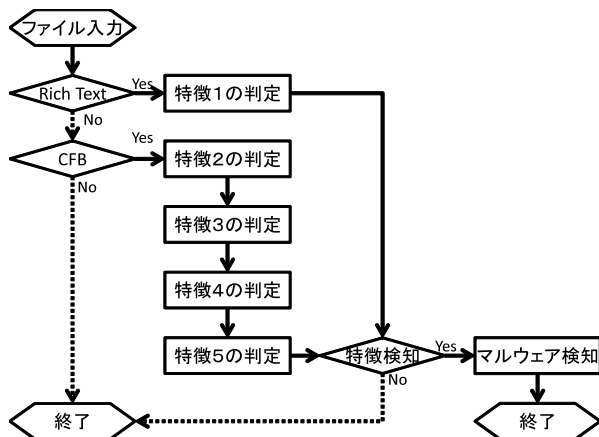 ファイル入力
Rich Text
Yes
特徴1の判定
No
CFB
Yes
特徴2の判定
No
特徴3の判定
特徴4の判定
特徴5の判定
特徴検知
Yes
マルウェア検知
No
終了
終了